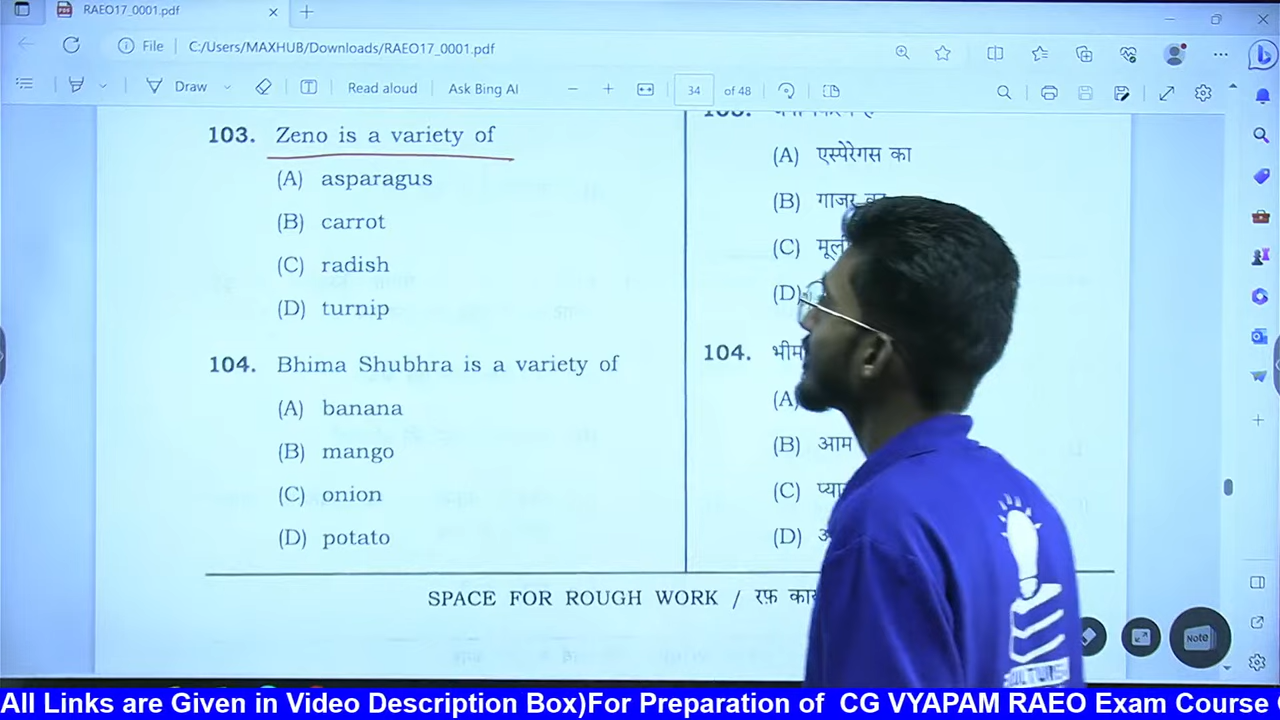 RAEO17_0001.pdf
File C:/Users/MAXHUB/Downloads/RAEO17_0001.pdf
Draw Read aloud Ask Bing AI 34 of 48
103. Zeno is a variety of
(A) asparagus
(B) carrot
(C) radish
(D) turnip
104. Bhima Shubhra is a variety of
(A) banana
(B) mango
(C) onion
(D) potato
(A) एस्पेरेगस का
(B) गाजर
(C)
(D)
104.
(A)
(B) आम
(C)
(D)
SPACE FOR ROUGH WORK / रफ़
Note
All Links are Given in Video Description Box)For Preparation of CG VYAPAM RAEO Exam Course